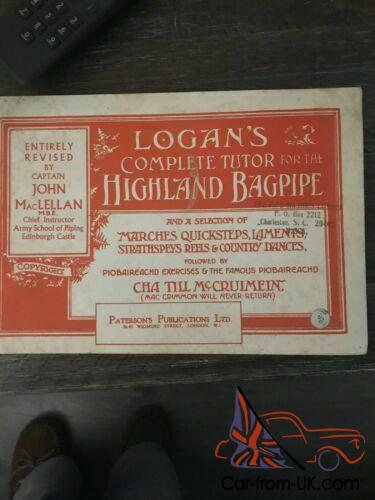 ENTIRELY
REVISED
BY
CAPTAIN
JOHN
MACLELLAN
M.B.E.
Chief Instructor
Army School of Piping
Edinburgh Castle
COPYRIGHT
LOGAN'S
COMPLETE TUTOR FOR THE
HIGHLAND BAGPIPE
P. O. Box 2212
Charleston, S. C.
AND A SELECTION OF
MARCHES QUICKSTEPS, LAMENTS,
STRATHSPEYS REELS & COUNTRY DANCES,
FOLLOWED BY
PIOBAIREACHD EXERCISES & THE FAMOUS PIOBAIREACHD
CHA TILL MCCRUIMEIN.
(MAC CRIMMON WILL NEVER RETURN)
PATERSON'S PUBLICATIONS LTD.
36-40 WIGMORE STREET, LONDON, W.1
Car-from-UK.com